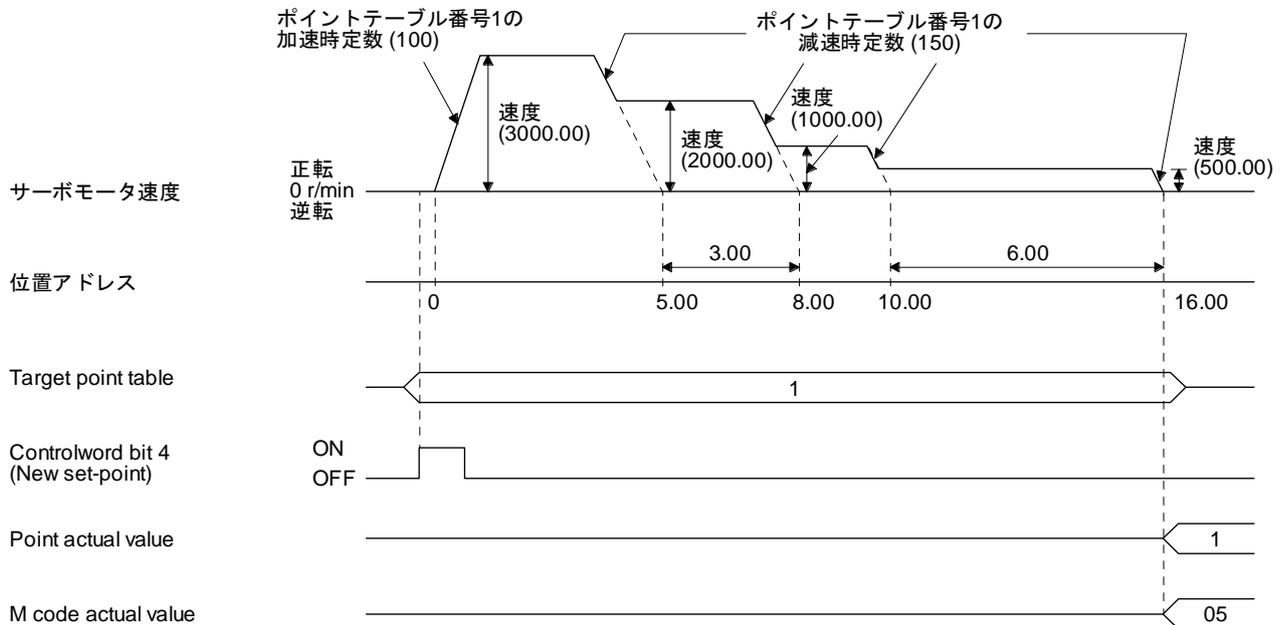 ポイントテーブル番号1の
加速時定数 (100)
ポイントテーブル番号1の
減速時定数 (150)
速度
(3000.00)
速度
(2000.00)
速度
(1000.00)
速度
(500.00)
サーボモータ速度
正転
0 r/min
逆転
3.00
6.00
位置アドレス
0
5.00
8.00
10.00
16.00
Target point table
1
Controlword bit 4
(New set-point)
ON
OFF
Point actual value
1
M code actual value
05